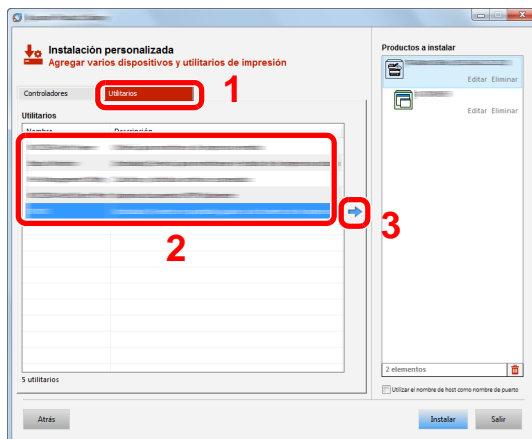 Instalación personalizada
Agregar varios dispositivos y utilitarios de impresión
Controladores
Utilitarios
1
Utilitarios
Nombre
Descripción
2
3
5 utilitarios
Productos a instalar
Editar Eliminar
Editar Eliminar
2 elementos
Utilizar el nombre de host como nombre de puerto
Atrás
Instalar
Salir